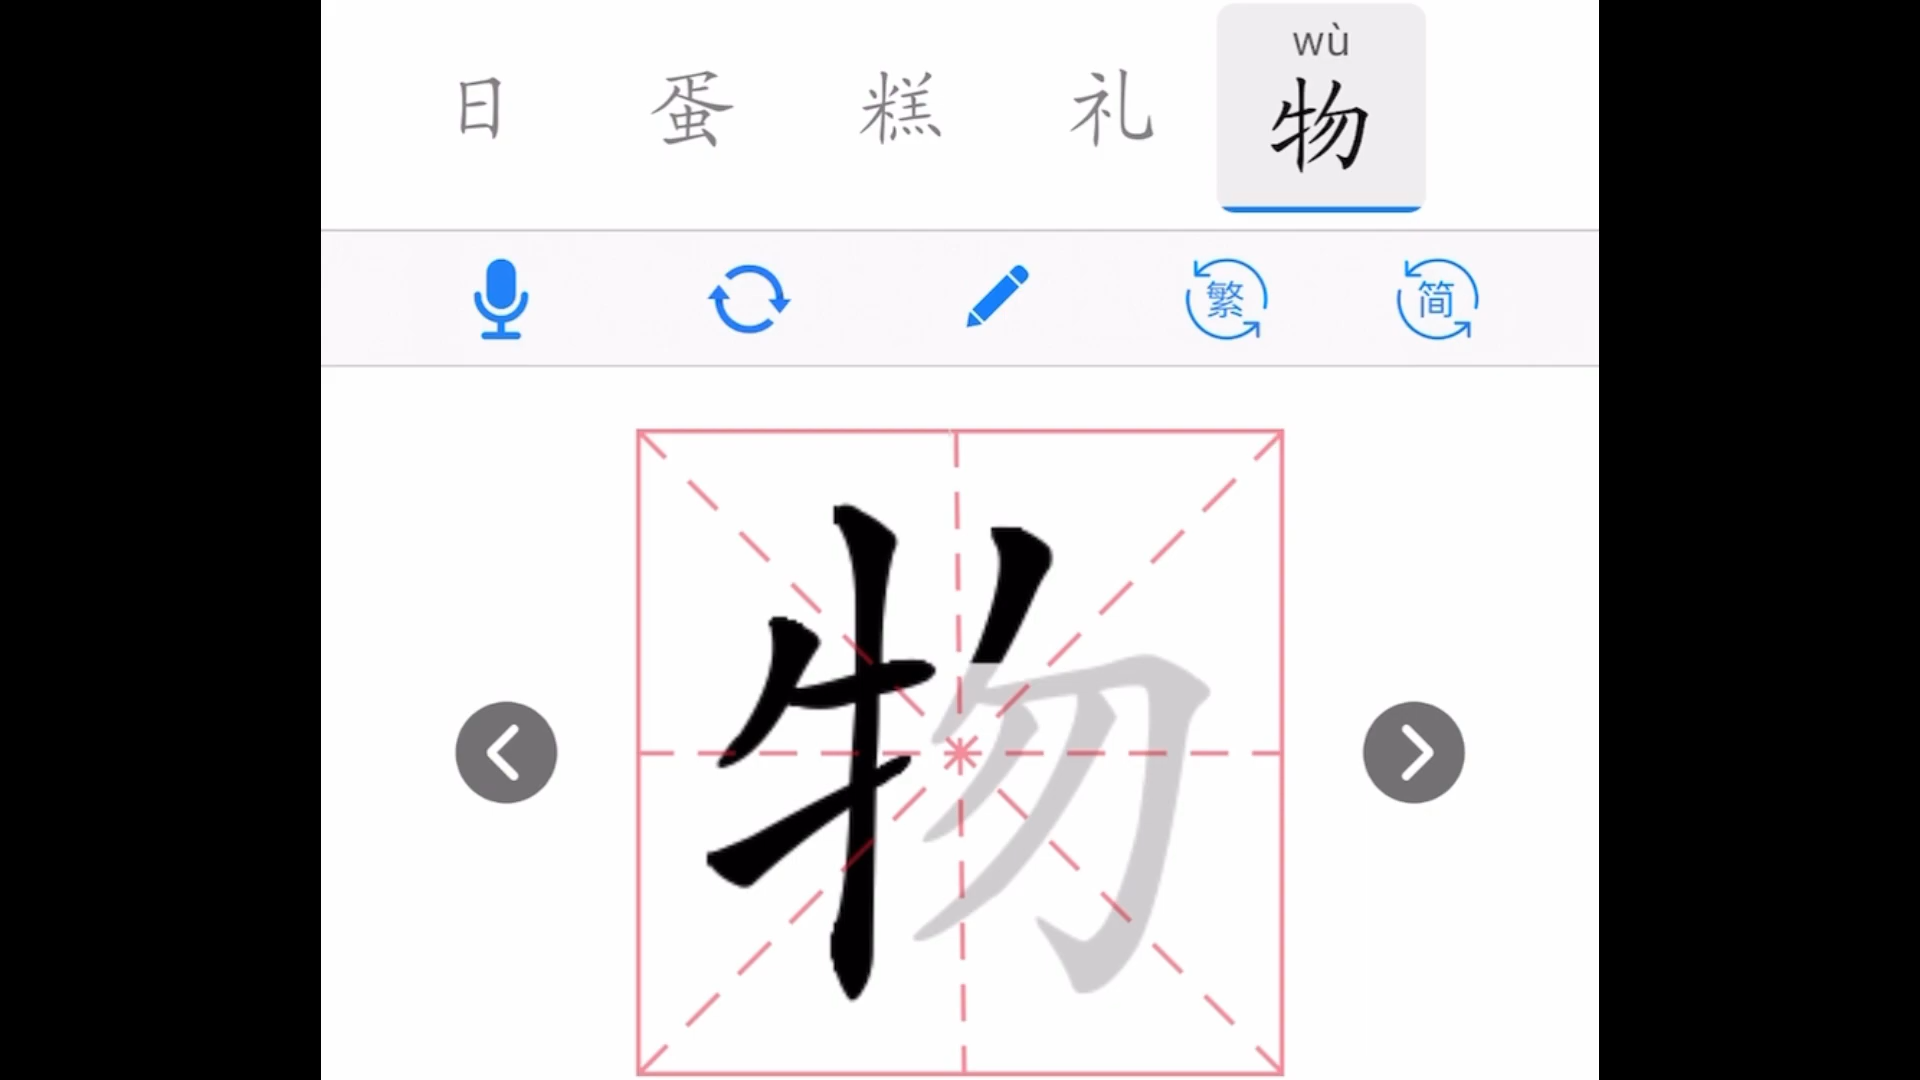 wù
日 蛋 糕 礼 物
繁 简
物